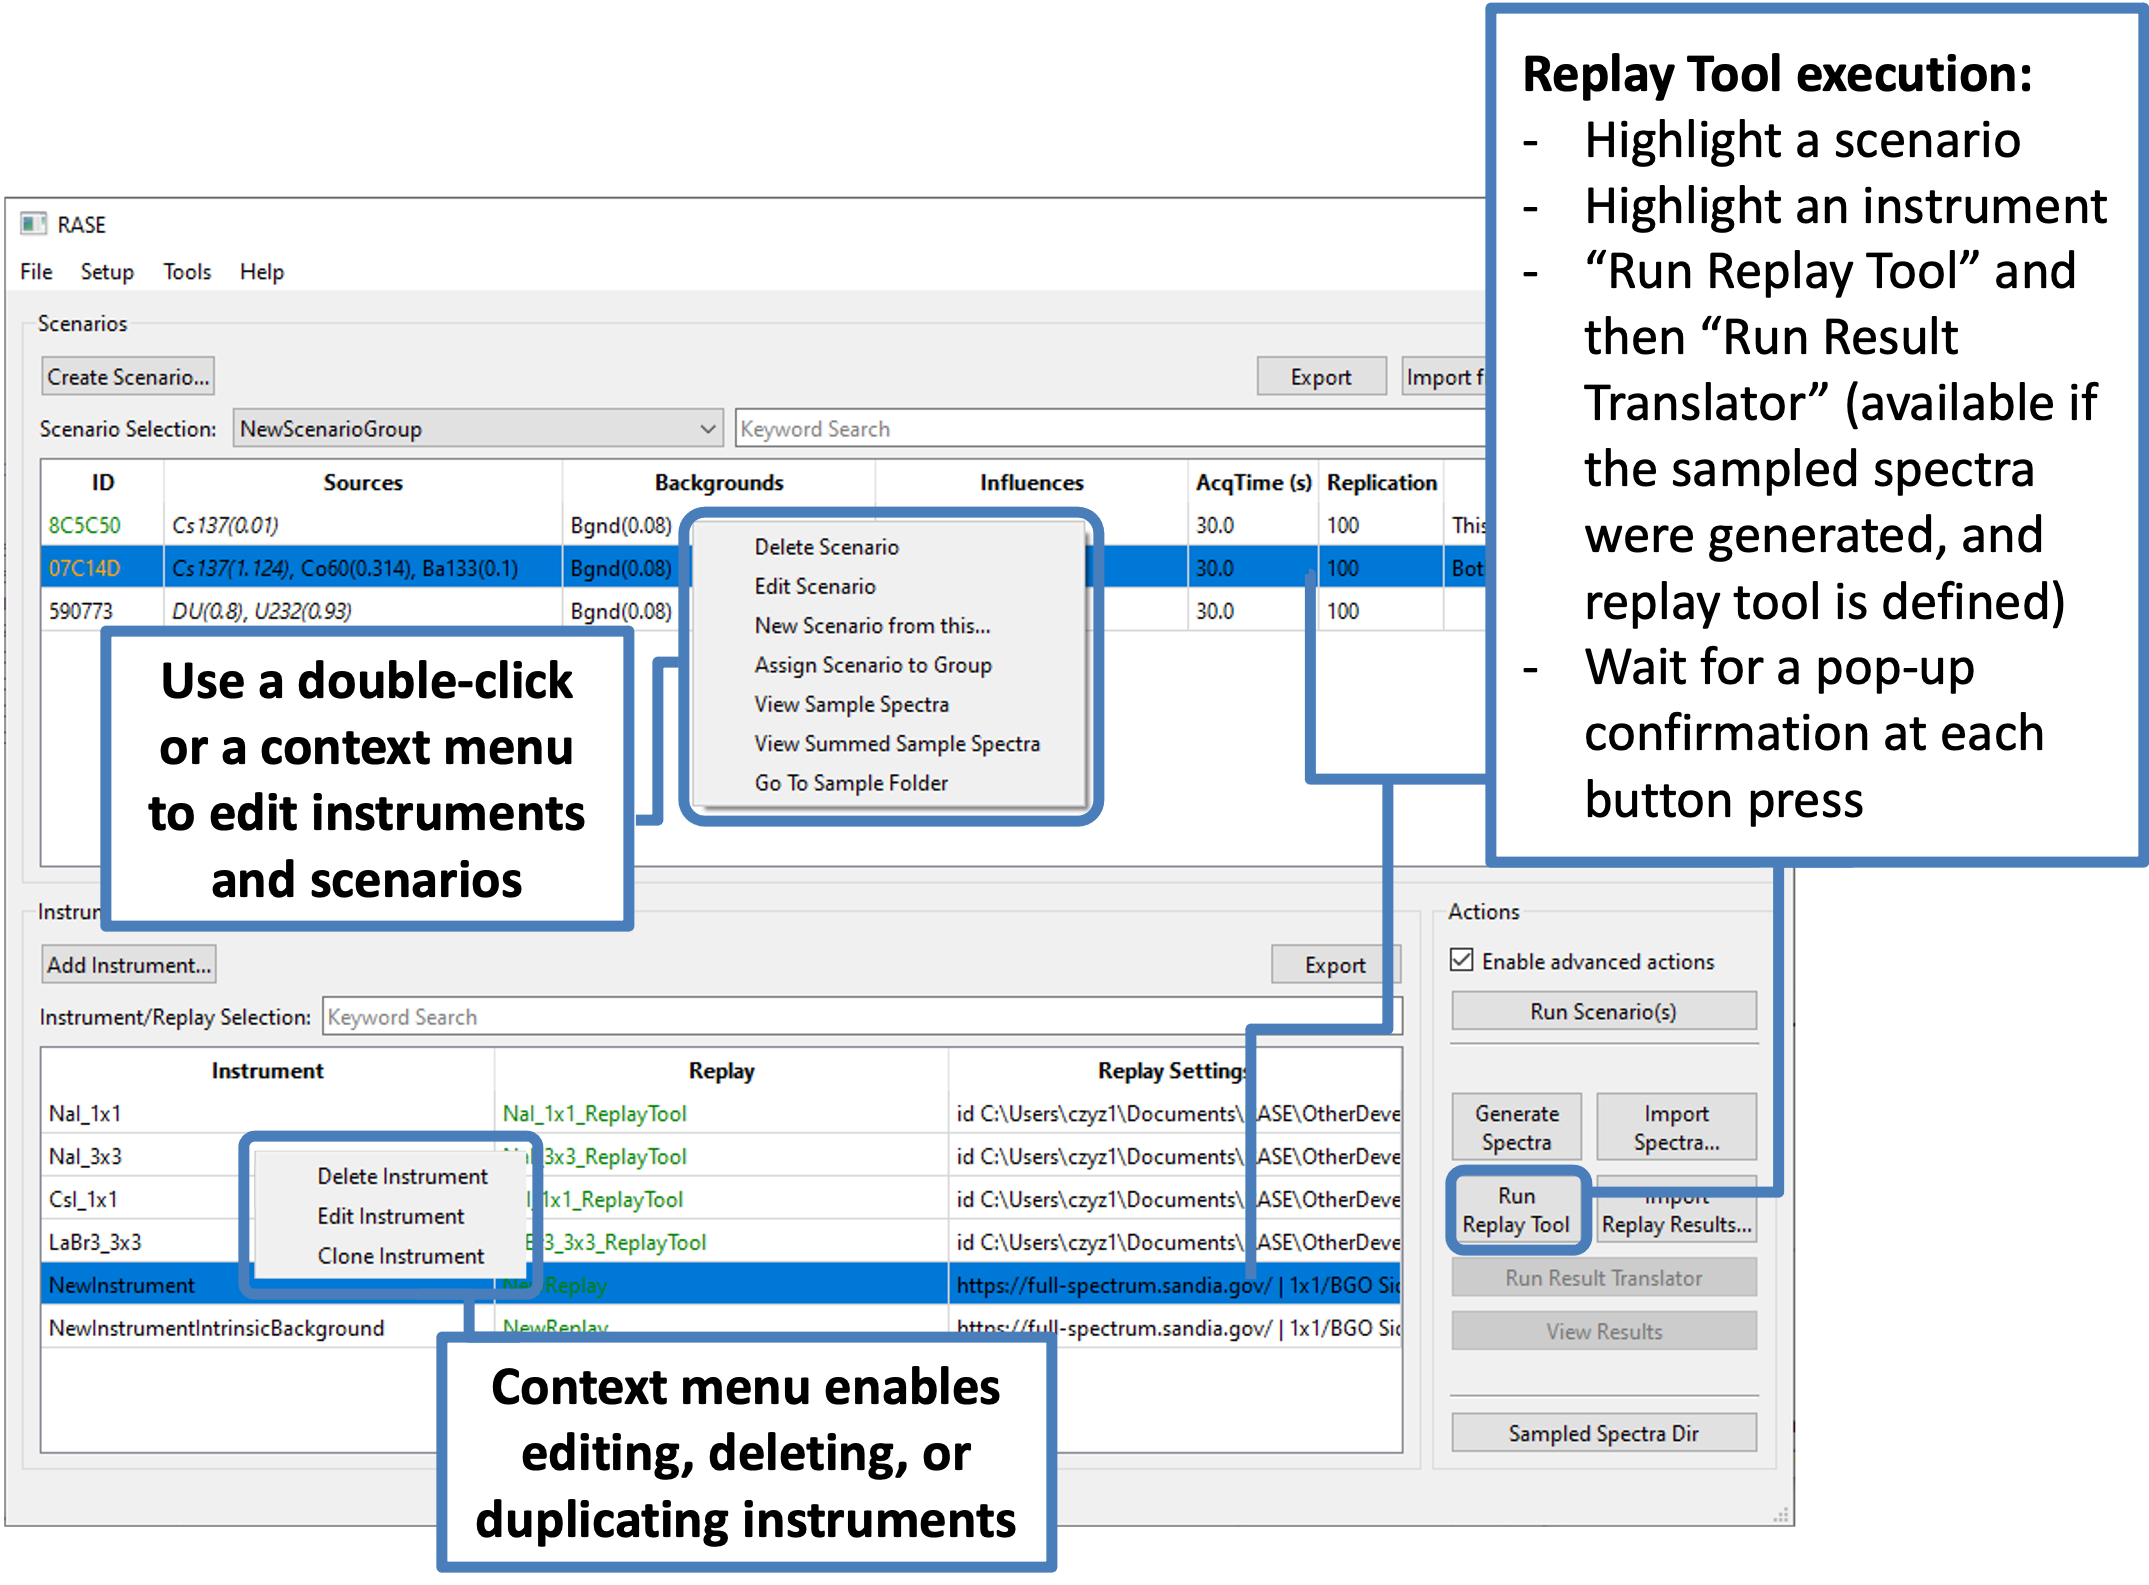 Replay Tool execution:
- Highlight a scenario
- Highlight an instrument
- “Run Replay Tool” and
then “Run Result
Translator” (available if
the sampled spectra
were generated, and
replay tool is defined)
- Wait for a pop-up
confirmation at each
button press
RASE
File Setup Tools Help
Scenarios
Create Scenario...
Export
Import
Scenario Selection: NewScenarioGroup
Keyword Search
ID Sources Backgrounds Influences AcqTime (s) Replication
8C5C50 Cs137(0.01) Bgnd(0.08) 30.0 100 This
07C14D Cs137(1.124), Co60(0.314), Ba133(0.1) Bgnd(0.08) 30.0 100 Bot
590773 DU(0.8), U232(0.93) Bgnd(0.08) 30.0 100
Delete Scenario
Edit Scenario
New Scenario from this...
Assign Scenario to Group
View Sample Spectra
View Summed Sample Spectra
Go To Sample Folder
Use a double-click
or a context menu
to edit instruments
and scenarios
Instrur
Add Instrument...
Export
Instrument/Replay Selection: Keyword Search
Instrument Replay Replay Settings
NaI_1x1 NaI_1x1_ReplayTool id C:\Users\czyz1\Documents\ ASE\OtherDeve
NaI_3x3 NaI_3x3_ReplayTool id C:\Users\czyz1\Documents\ ASE\OtherDeve
CsI_1x1 1x1_ReplayTool id C:\Users\czyz1\Documents\ ASE\OtherDeve
LaBr3_3x3 3_3x3_ReplayTool id C:\Users\czyz1\Documents\ ASE\OtherDeve
NewInstrument NewReplay https://full-spectrum.sandia.gov/ | 1x1/BGO Sid
NewInstrumentIntrinsicBackground NewReplay https://full-spectrum.sandia.gov/ | 1x1/BGO Sid
Delete Instrument
Edit Instrument
Clone Instrument
Context menu enables
editing, deleting, or
duplicating instruments
Actions
Enable advanced actions
Run Scenario(s)
Generate
Spectra
Import
Spectra...
Run
Replay Tool
Import
Replay Results...
Run Result Translator
View Results
Sampled Spectra Dir